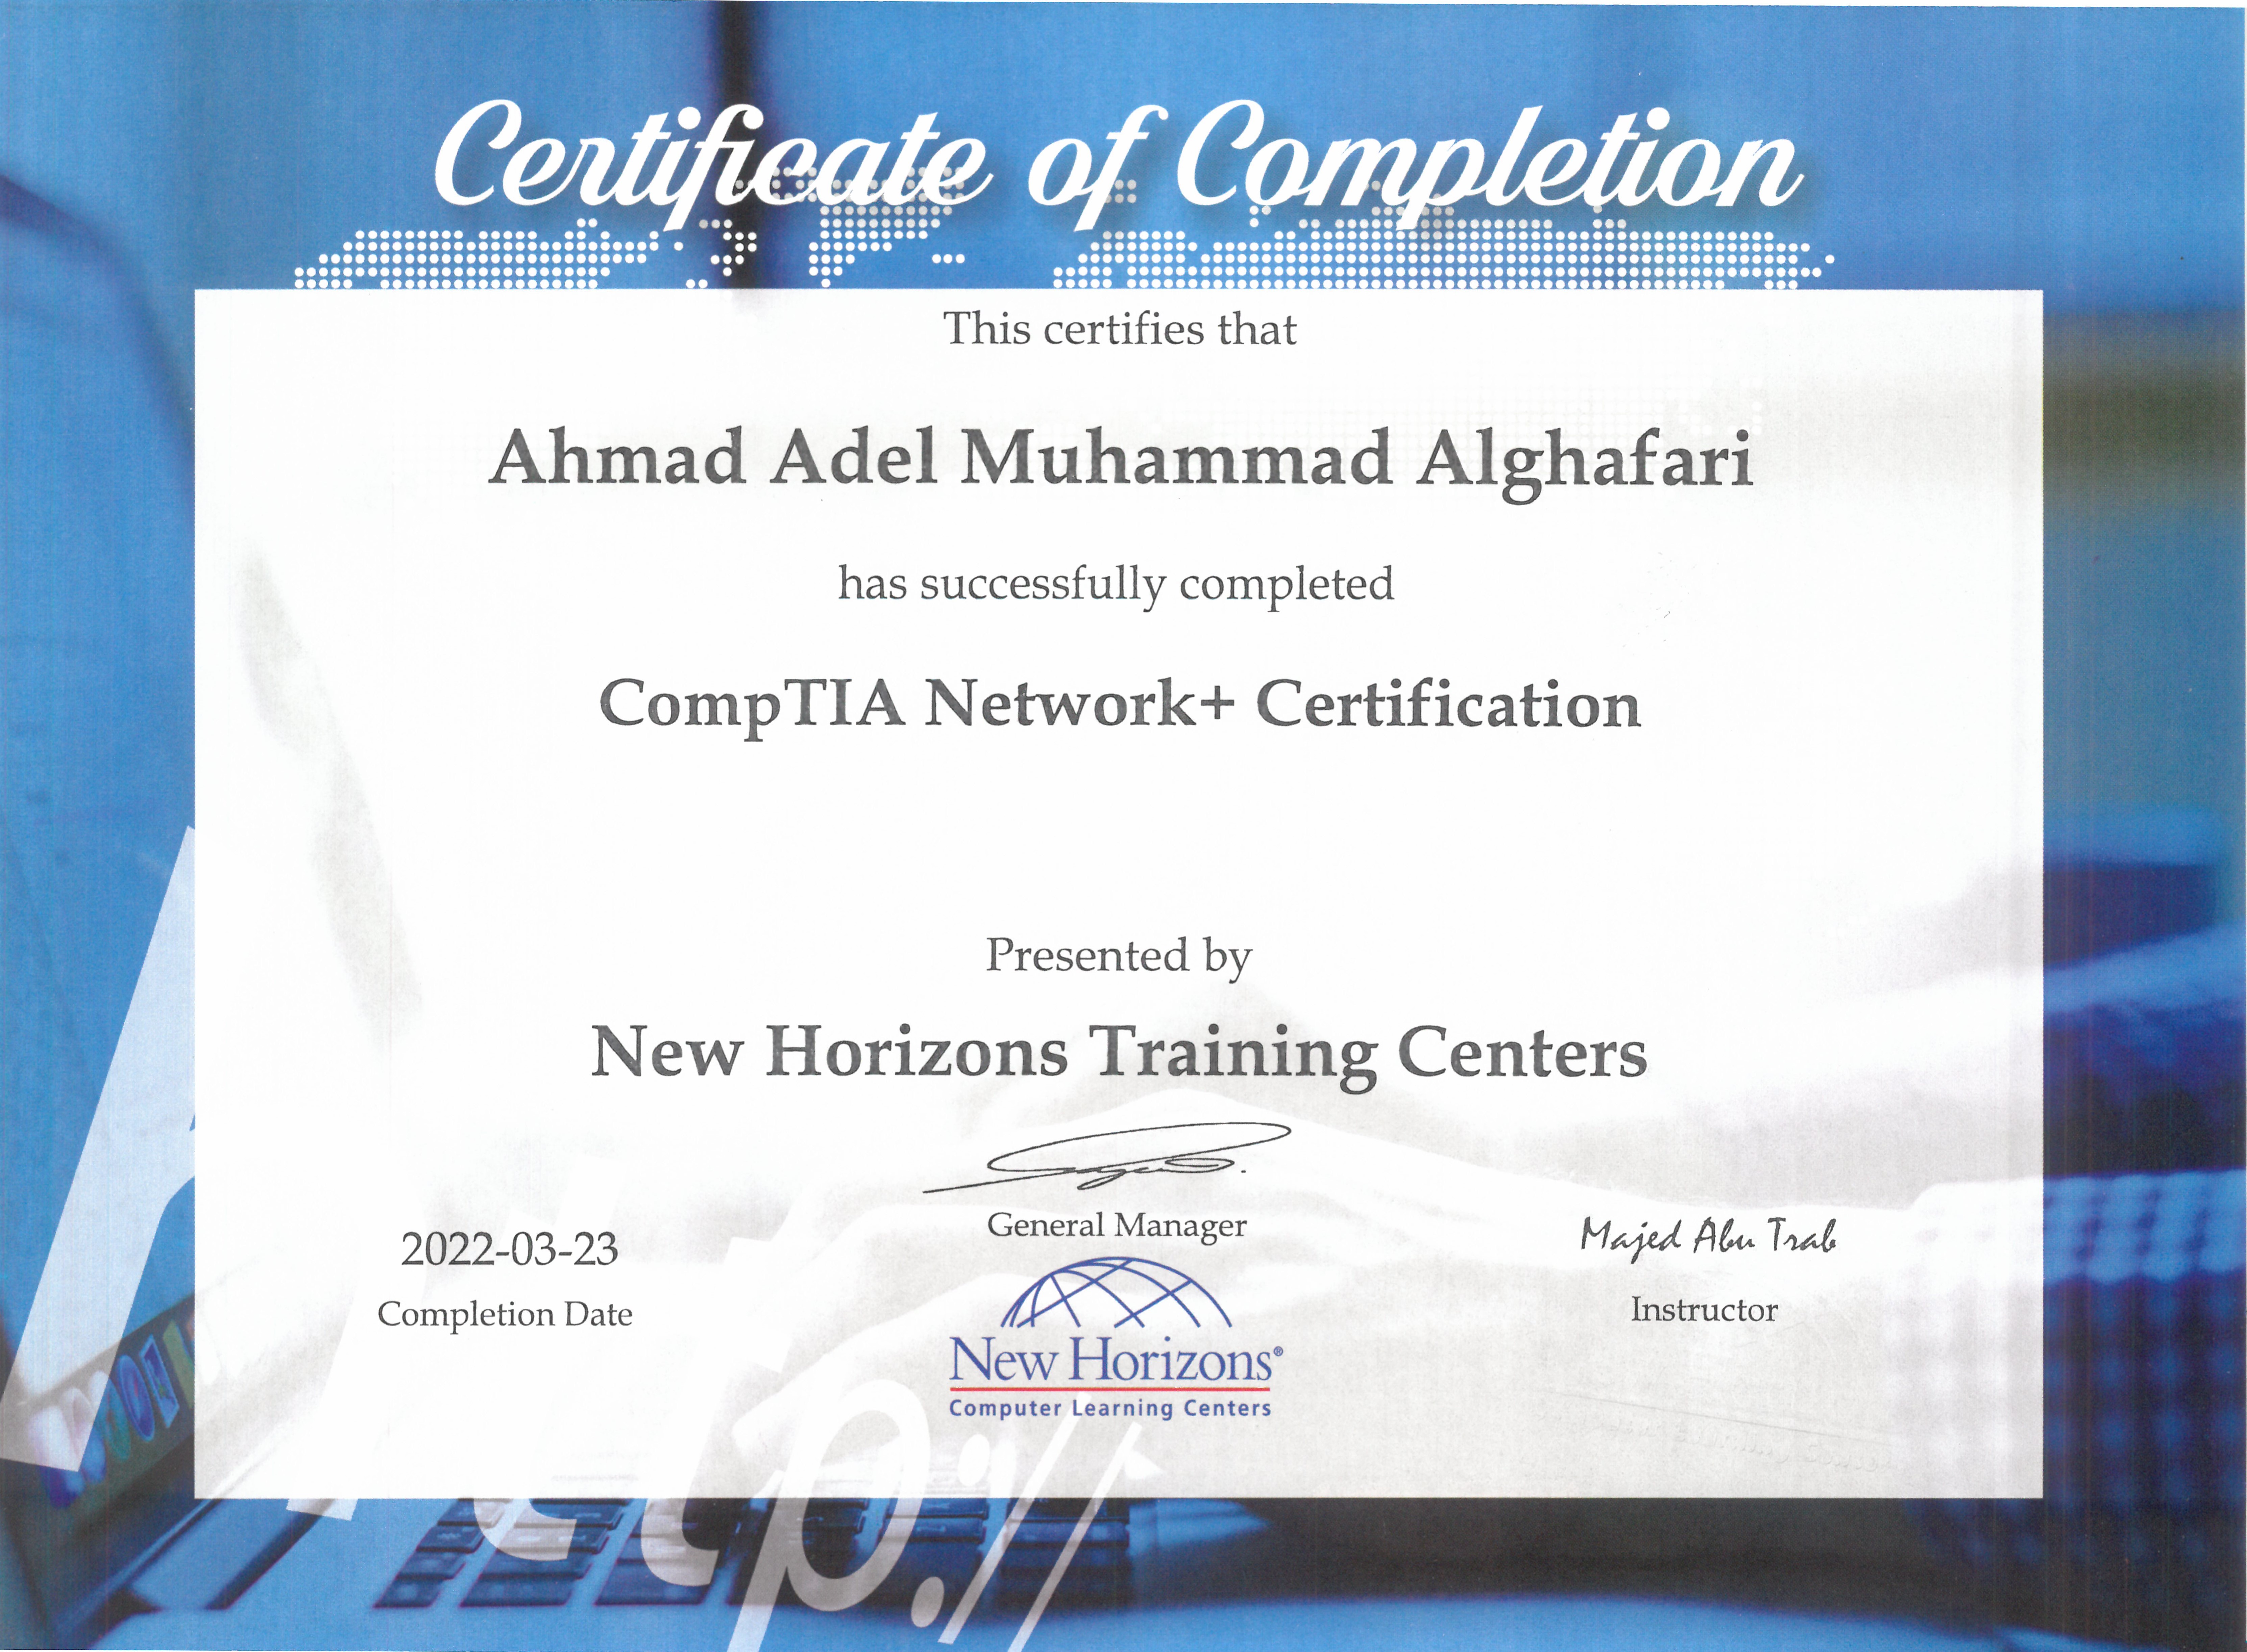 Certificate of Completion
This certifies that
Ahmad Adel Muhammad Alghafari
has successfully completed
CompTIA Network+ Certification
Presented by
New Horizons Training Centers
General Manager
2022-03-23
Completion Date
Majed Abu Trab
Instructor
New Horizons®
Computer Learning Centers